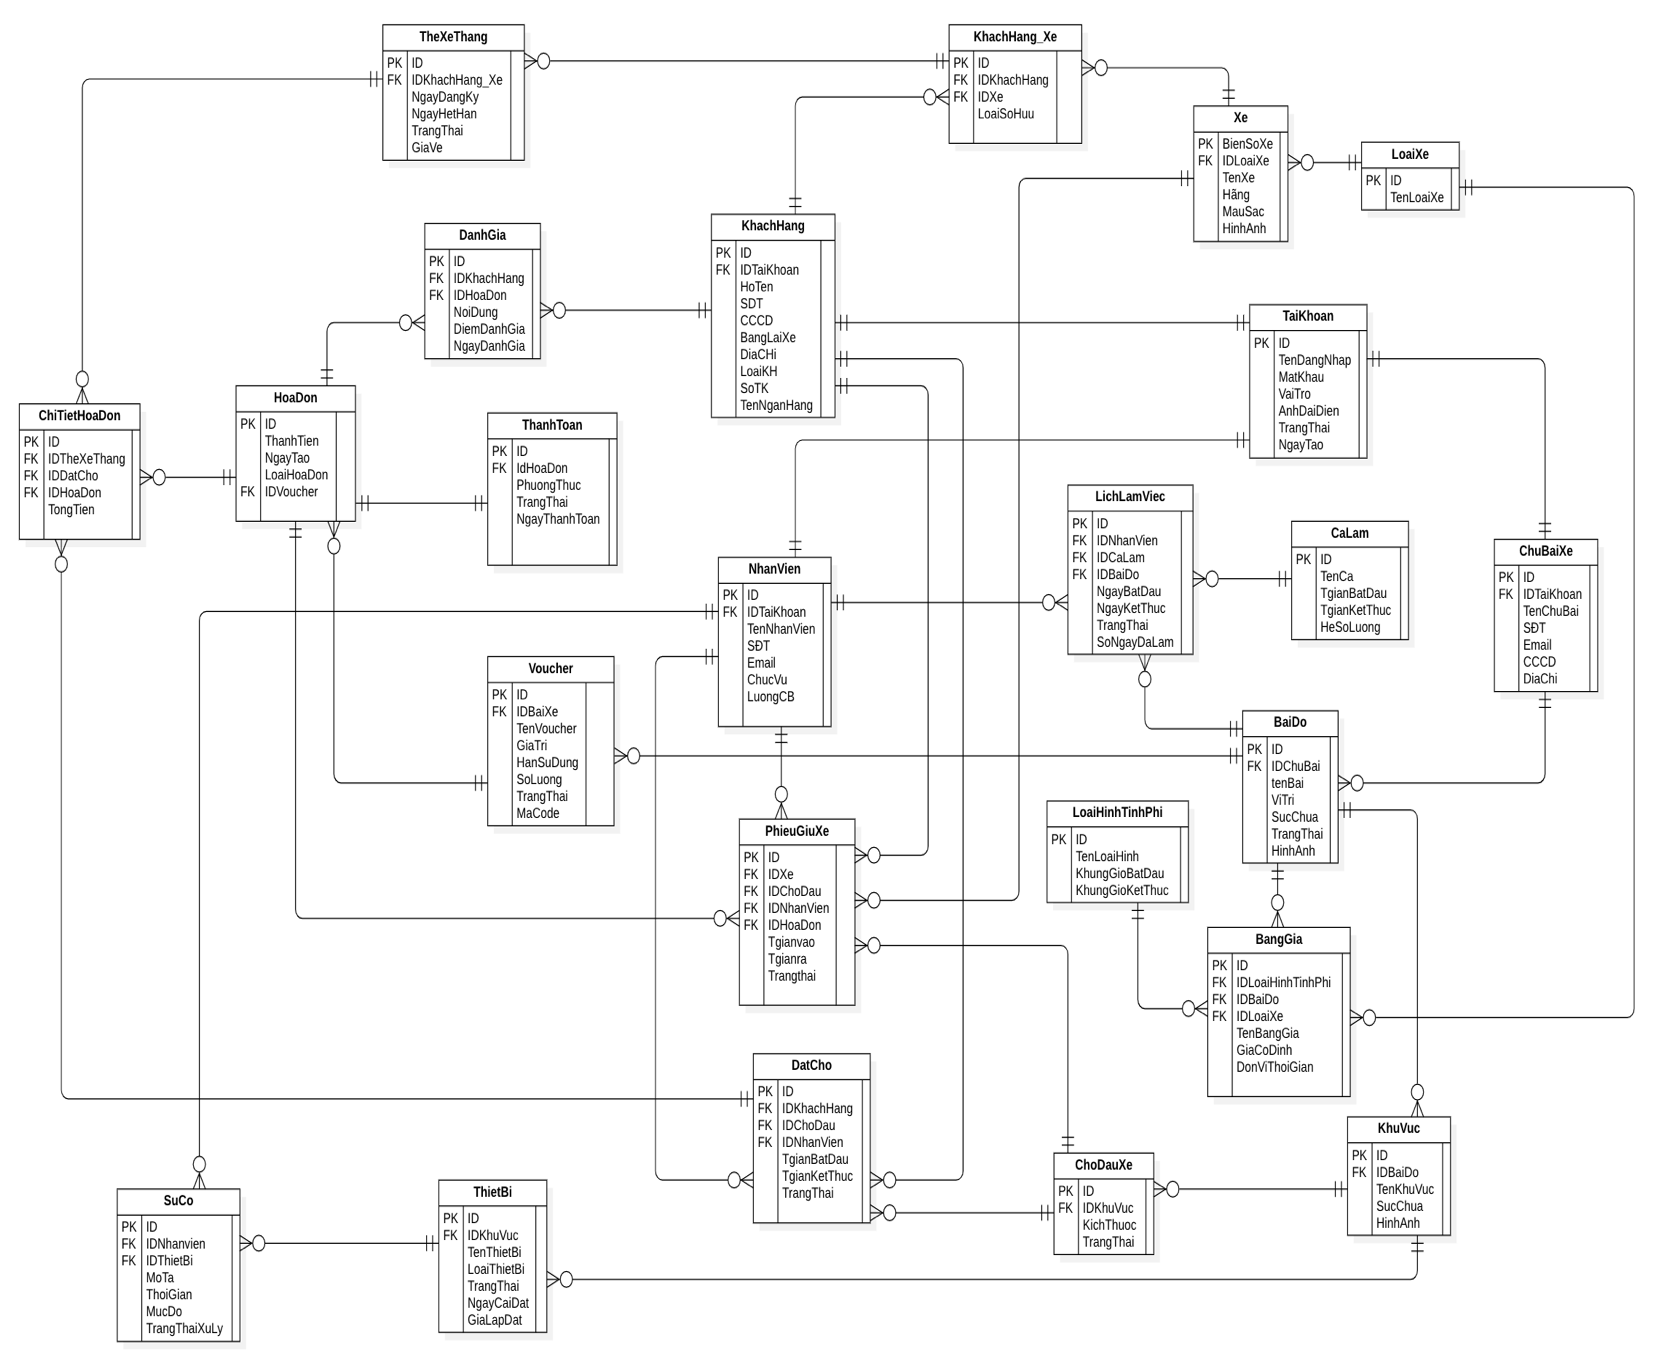 TheXeThang
PK ID
FK IDKhachHang_Xe
NgayDangKy
NgayHetHan
TrangThai
GiaVe
KhachHang_Xe
PK ID
FK IDKhachHang
FK IDXe
LoaiSoHuu
Xe
PK BienSoXe
FK IDLoaiXe
TenXe
Hãng
MauSac
HinhAnh
LoaiXe
PK ID
TenLoaiXe
DanhGia
PK ID
FK IDKhachHang
FK IDHoaDon
NoiDung
DiemDanhGia
NgayDanhGia
KhachHang
PK ID
FK IDTaiKhoan
HoTen
SDT
CCCD
BangLaiXe
DiaCHi
LoaiKH
SoTK
TenNganHang
TaiKhoan
PK ID
TenDangNhap
MatKhau
VaiTro
AnhDaiDien
TrangThai
NgayTao
ChiTietHoaDon
PK ID
FK IDTheXeThang
FK IDDatCho
FK IDHoaDon
TongTien
HoaDon
PK ID
ThanhTien
NgayTao
LoaiHoaDon
FK IDVoucher
ThanhToan
PK ID
FK IdHoaDon
PhuongThuc
TrangThai
NgayThanhToan
LichLamViec
PK ID
FK IDNhanVien
FK IDCaLam
FK IDBaiDo
NgayBatDau
NgayKetThuc
TrangThai
SoNgayDaLam
CaLam
PK ID
TenCa
TgianBatDau
TgianKetThuc
HeSoLuong
ChuBaiXe
PK ID
FK IDTaiKhoan
TenChuBai
SĐT
Email
CCCD
DiaChi
NhanVien
PK ID
FK IDTaiKhoan
TenNhanVien
SĐT
Email
ChucVu
LuongCB
Voucher
PK ID
FK IDBaiXe
TenVoucher
GiaTri
HanSuDung
SoLuong
TrangThai
MaCode
BaiDo
PK ID
FK IDChuBai
tenBai
ViTri
SucChua
TrangThai
HinhAnh
LoaiHinhTinhPhi
PK ID
TenLoaiHinh
KhungGioBatDau
KhungGioKetThuc
PhieuGiuXe
PK ID
FK IDXe
FK IDChoDau
FK IDNhanVien
FK IDHoaDon
Tgianvao
Tgianra
Trangthai
BangGia
PK ID
FK IDLoaiHinhTinhPhi
FK IDBaiDo
FK IDLoaiXe
TenBangGia
GiaCoDinh
DonViThoiGian
DatCho
PK ID
FK IDKhachHang
FK IDChoDau
FK IDNhanVien
TgianBatDau
TgianKetThuc
TrangThai
KhuVuc
PK ID
FK IDBaiDo
TenKhuVuc
SucChua
HinhAnh
ChoDauXe
PK ID
FK IDKhuVuc
KichThuoc
TrangThai
SuCo
PK ID
FK IDNhanvien
FK IDThietBi
MoTa
ThoiGian
MucDo
TrangThaiXuLy
ThietBi
PK ID
FK IDKhuVuc
TenThietBi
LoaiThietBi
TrangThai
NgayCaiDat
GiaLapDat